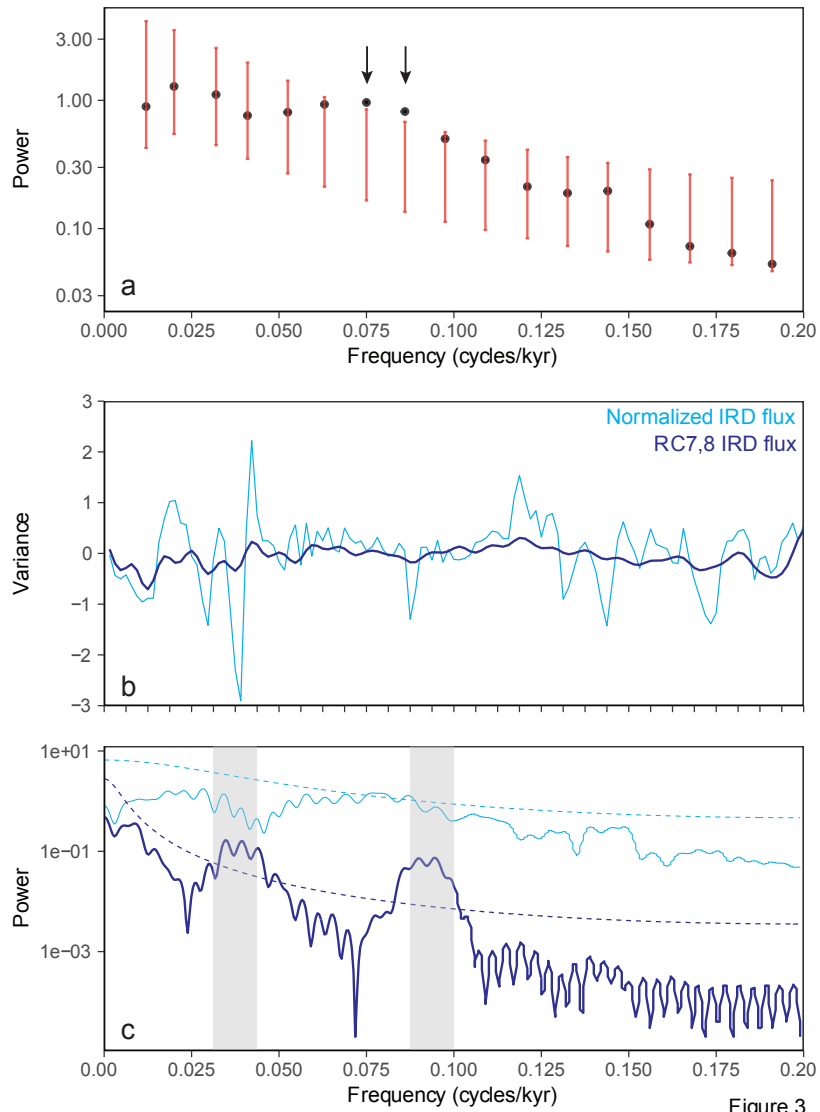 3.00
1.00
0.30
0.10
0.03
Power
a
0.000 0.025 0.050 0.075 0.100 0.125 0.150 0.175 0.20
Frequency (cycles/kyr)
3
2
1
0
−1
−2
−3
Variance
Normalized IRD flux
RC7,8 IRD flux
b
1e+01
1e−01
1e−03
Power
c
0.000 0.025 0.050 0.075 0.100 0.125 0.150 0.175 0.20
Frequency (cycles/kyr)
Figure 3